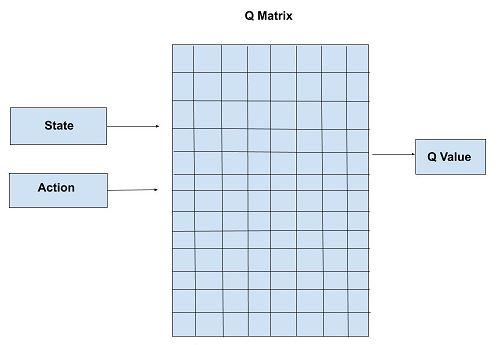 Q Matrix
State
Action
Q Value